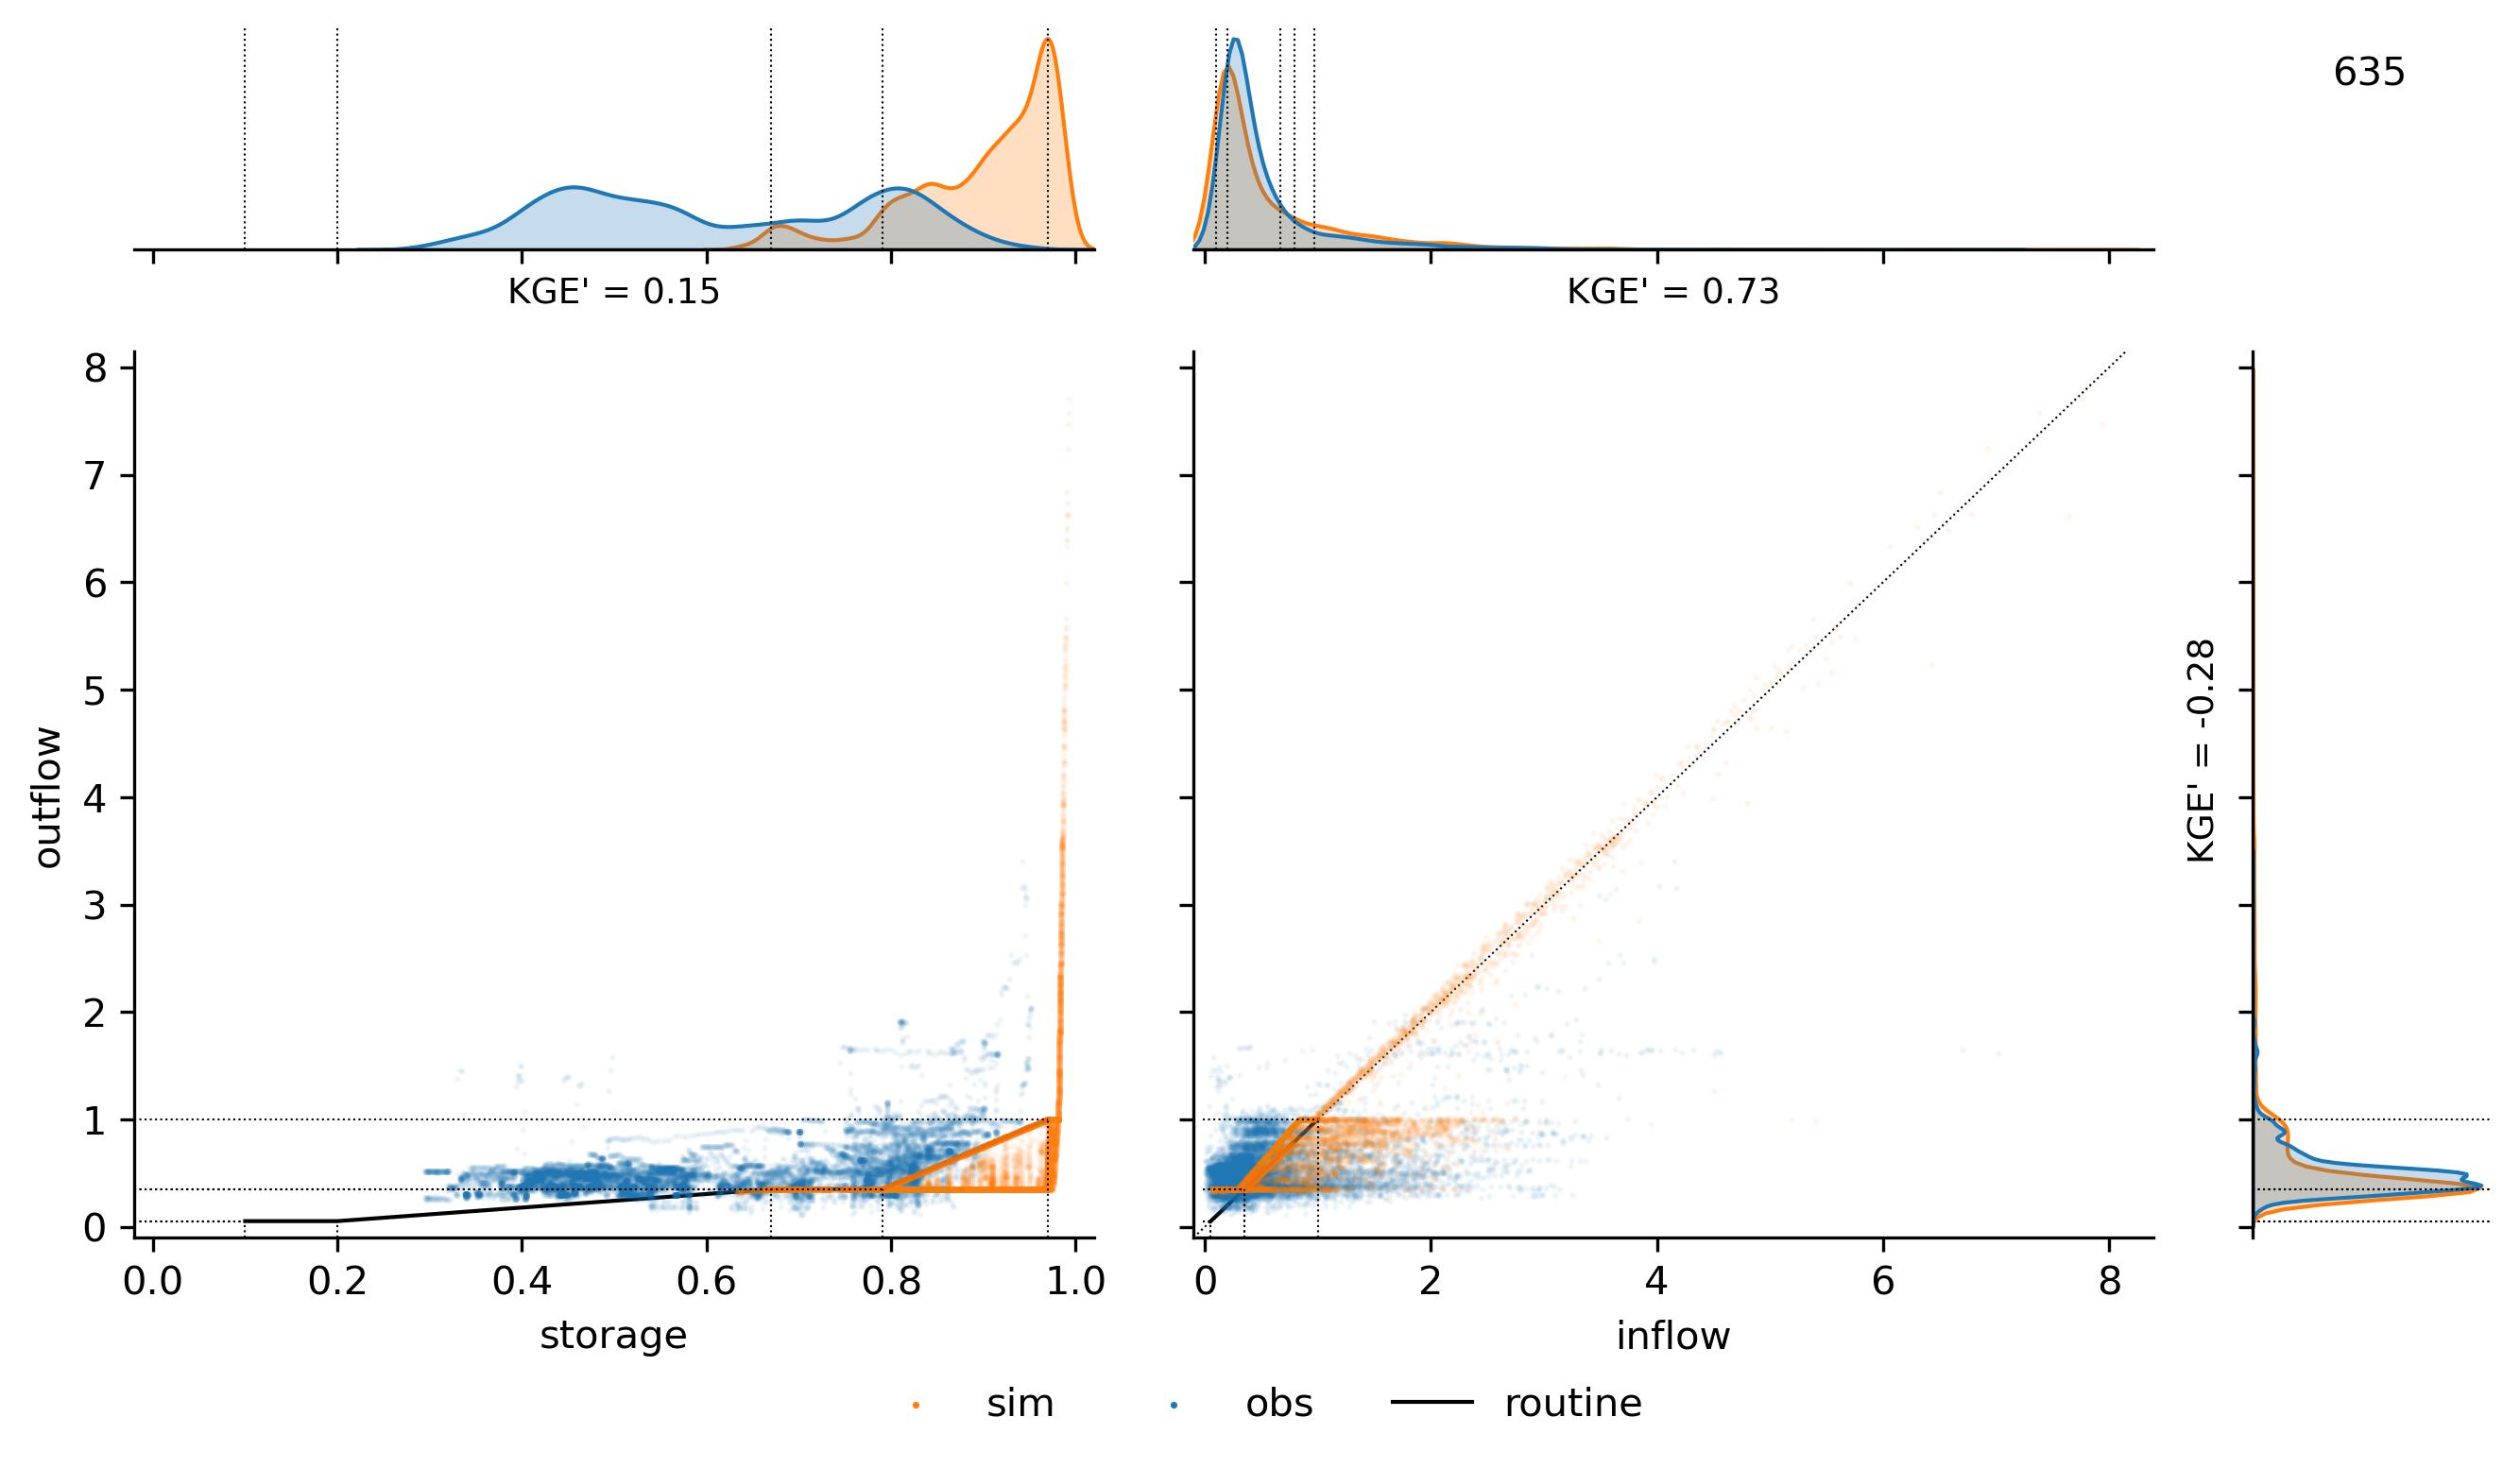 635
KGE' = 0.15
KGE' = 0.73
8
7
6
5
4
3
2
1
0
outflow
KGE' = -0.28
0.0 0.2 0.4 0.6 0.8 1.0
0 2 4 6 8
storage
inflow
sim obs routine